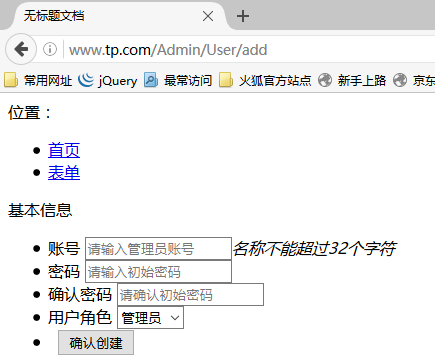 无标题文档
www.tp.com/Admin/User/add
常用网址 jQuery 最常访问 火狐官方站点 新手上路 京东
位置：
首页
表单
基本信息
账号 请输入管理员账号 名称不能超过32个字符
密码 请输入初始密码
确认密码 请确认初始密码
用户角色 管理员
确认创建